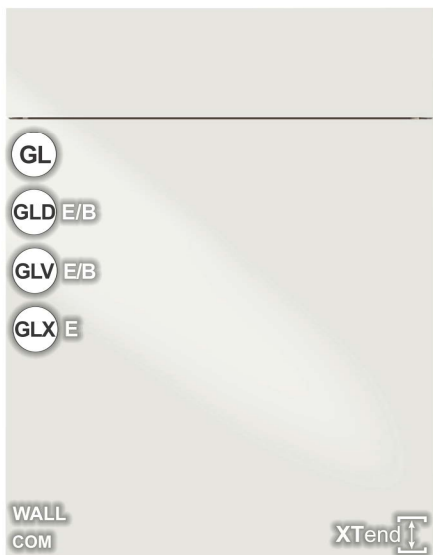 GL
GLD E/B
GLV E/B
GLX E
WALL
COM
XTend